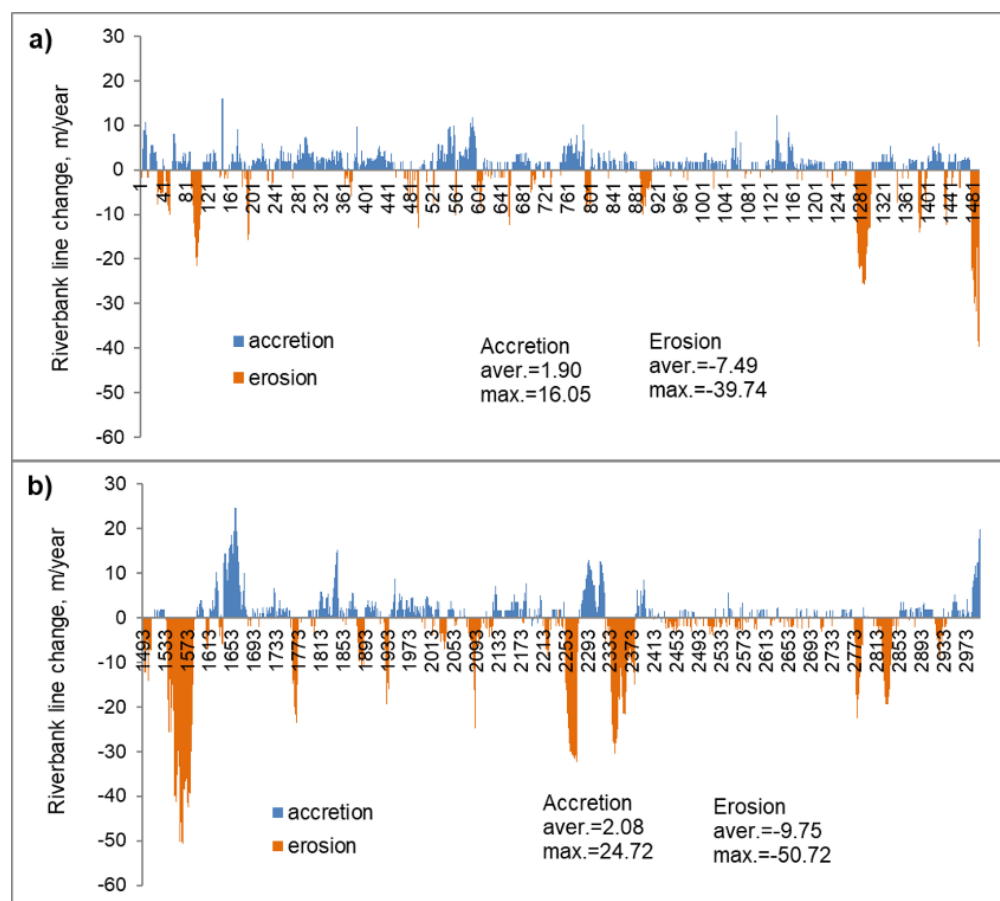 a)
Riverbank line change, m/year
30
20
10
0
-10
-20
-30
-40
-50
-60
1 41 81 121 161 201 241 281 321 361 401 441 481 521 561 601 641 681 721 761 801 841 881 921 961 1001 1041 1081 1121 1161 1201 1241 1281 1321 1361 1401 1441 1481
accretion
erosion
Accretion
aver.=1.90
max.=16.05
Erosion
aver.=-7.49
max.=-39.74
b)
Riverbank line change, m/year
30
20
10
0
-10
-20
-30
-40
-50
-60
1493 1533 1573 1613 1653 1693 1733 1773 1813 1853 1893 1933 1973 2013 2053 2093 2133 2173 2213 2253 2293 2333 2373 2413 2453 2493 2533 2573 2613 2653 2693 2733 2773 2813 2853 2893 2933 2973
accretion
erosion
Accretion
aver.=2.08
max.=24.72
Erosion
aver.=-9.75
max.=-50.72